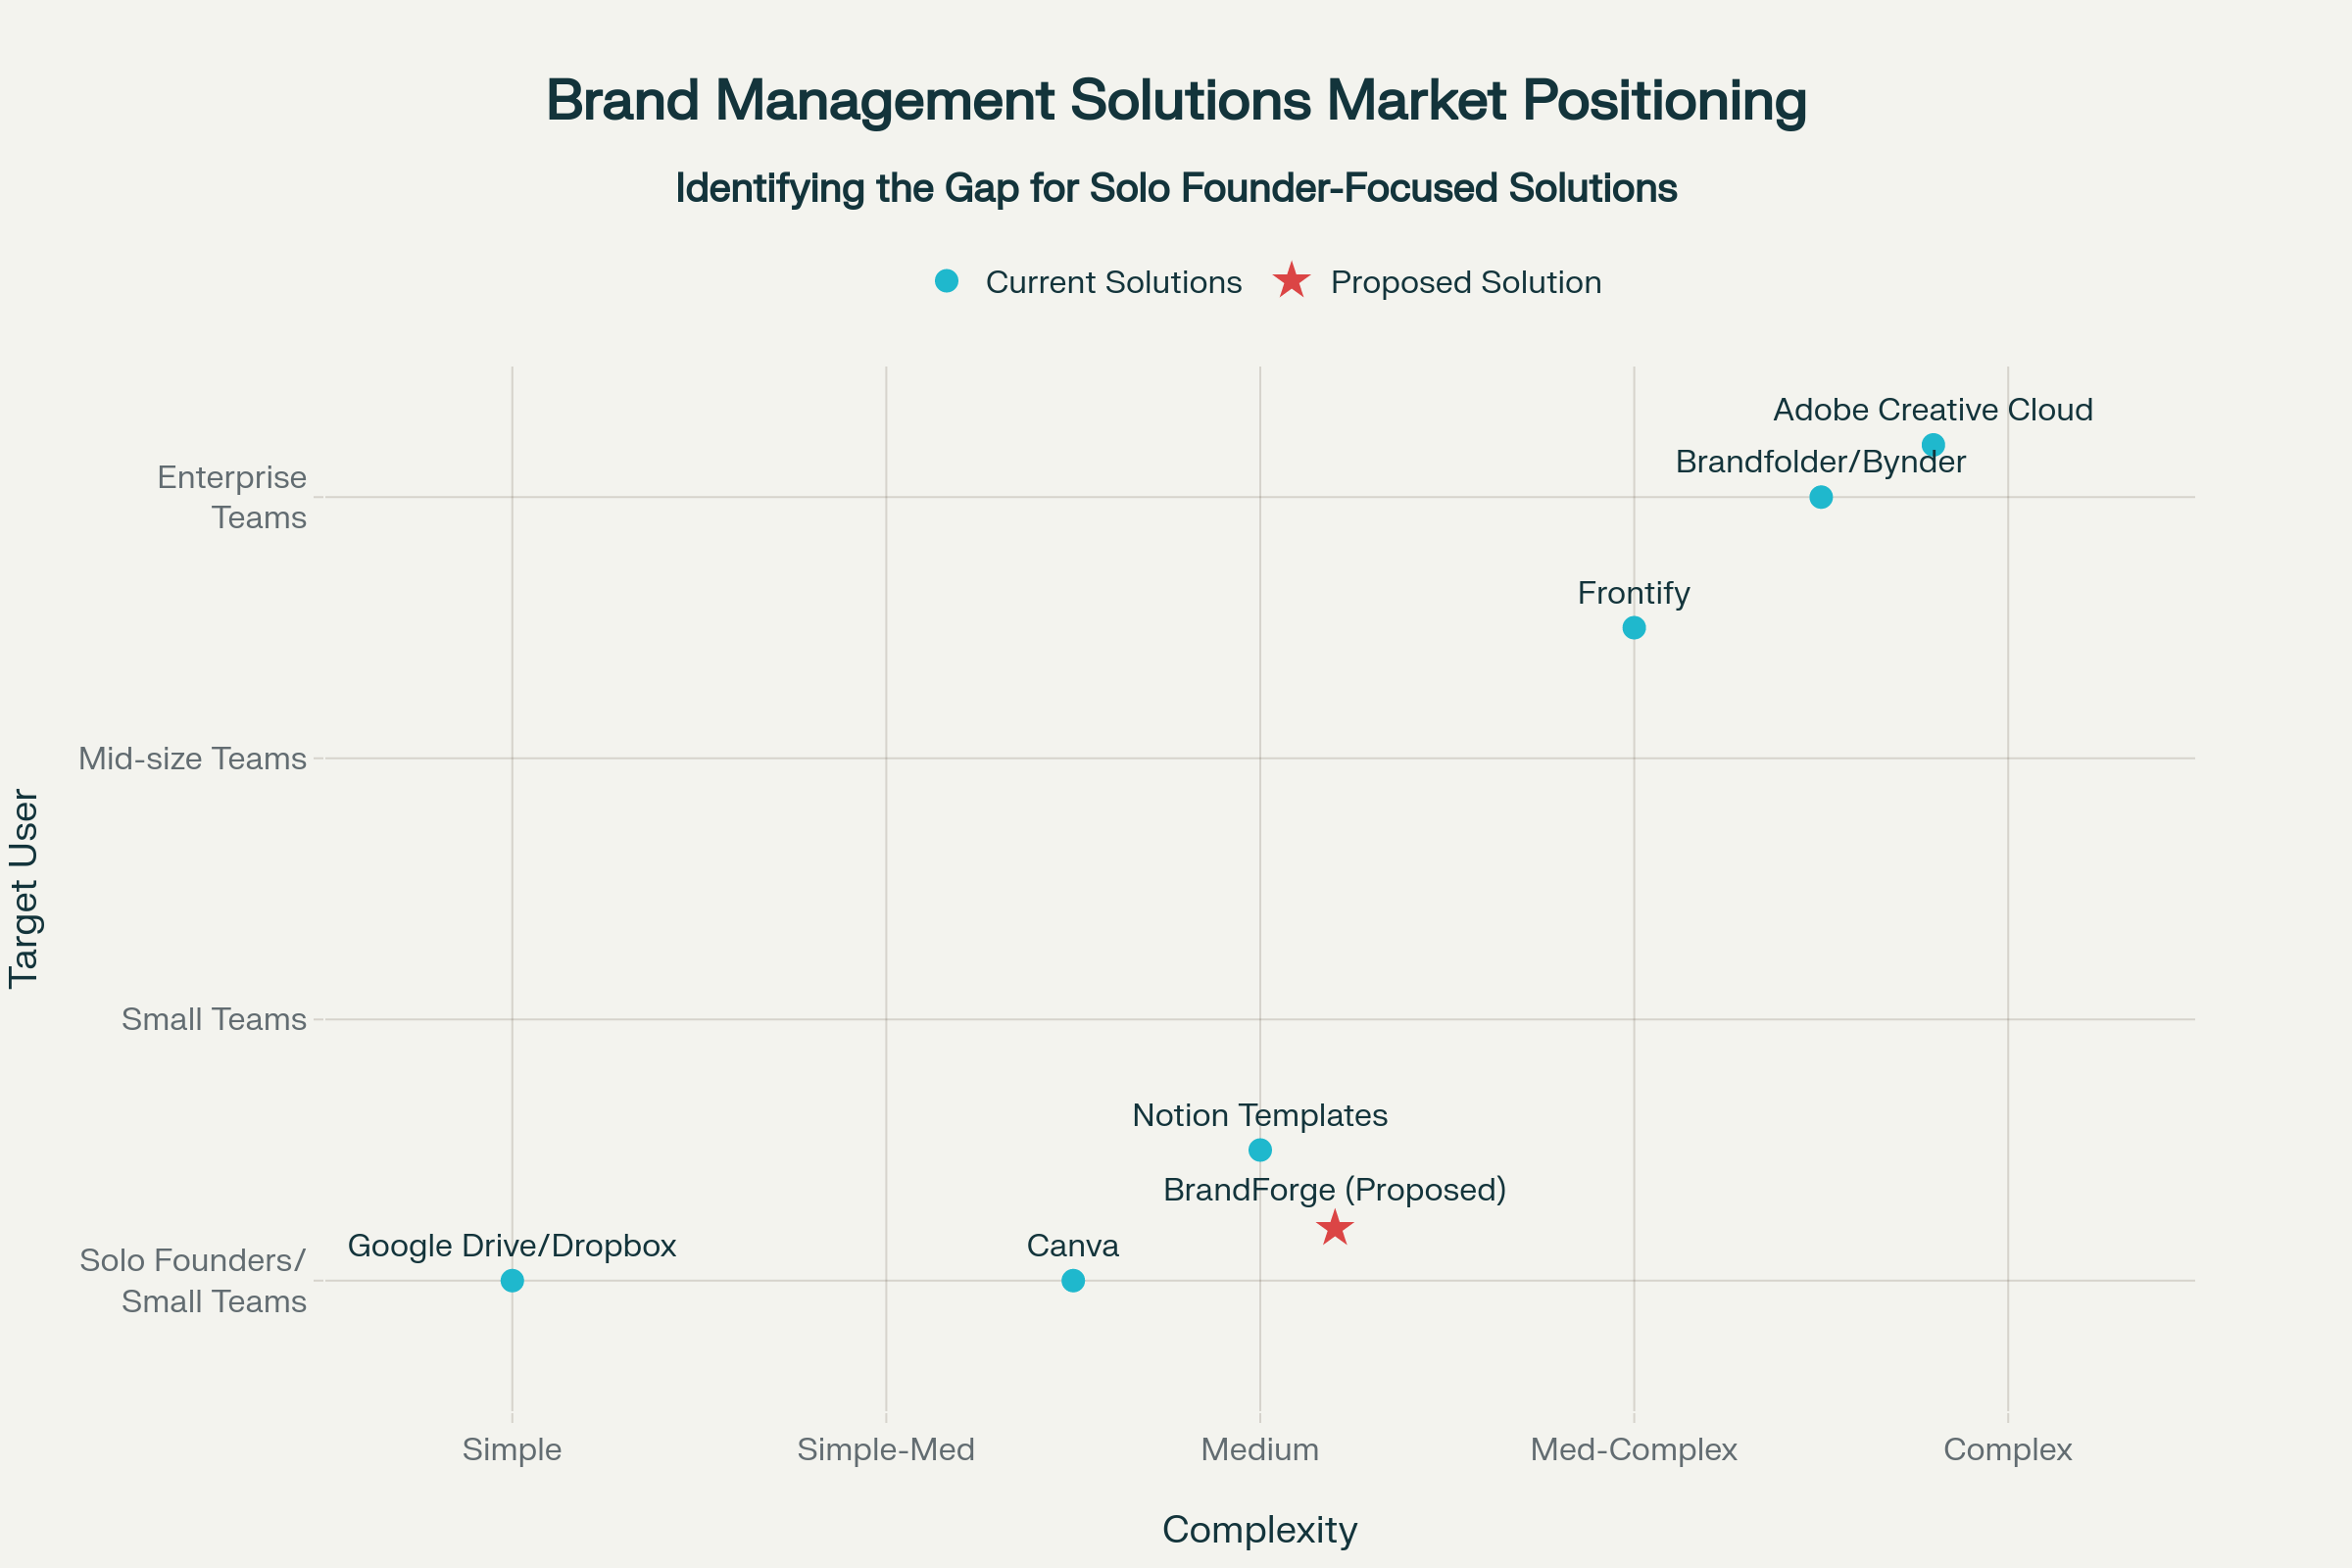 Brand Management Solutions Market Positioning
Identifying the Gap for Solo Founder-Focused Solutions
Current Solutions
Proposed Solution
Adobe Creative Cloud
Brandfolder/Bynder
Enterprise
Teams
Frontify
Mid-size Teams
Target User
Small Teams
Notion Templates
BrandForge (Proposed)
Google Drive/Dropbox
Canva
Solo Founders/
Small Teams
Simple
Simple-Med
Medium
Med-Complex
Complex
Complexity